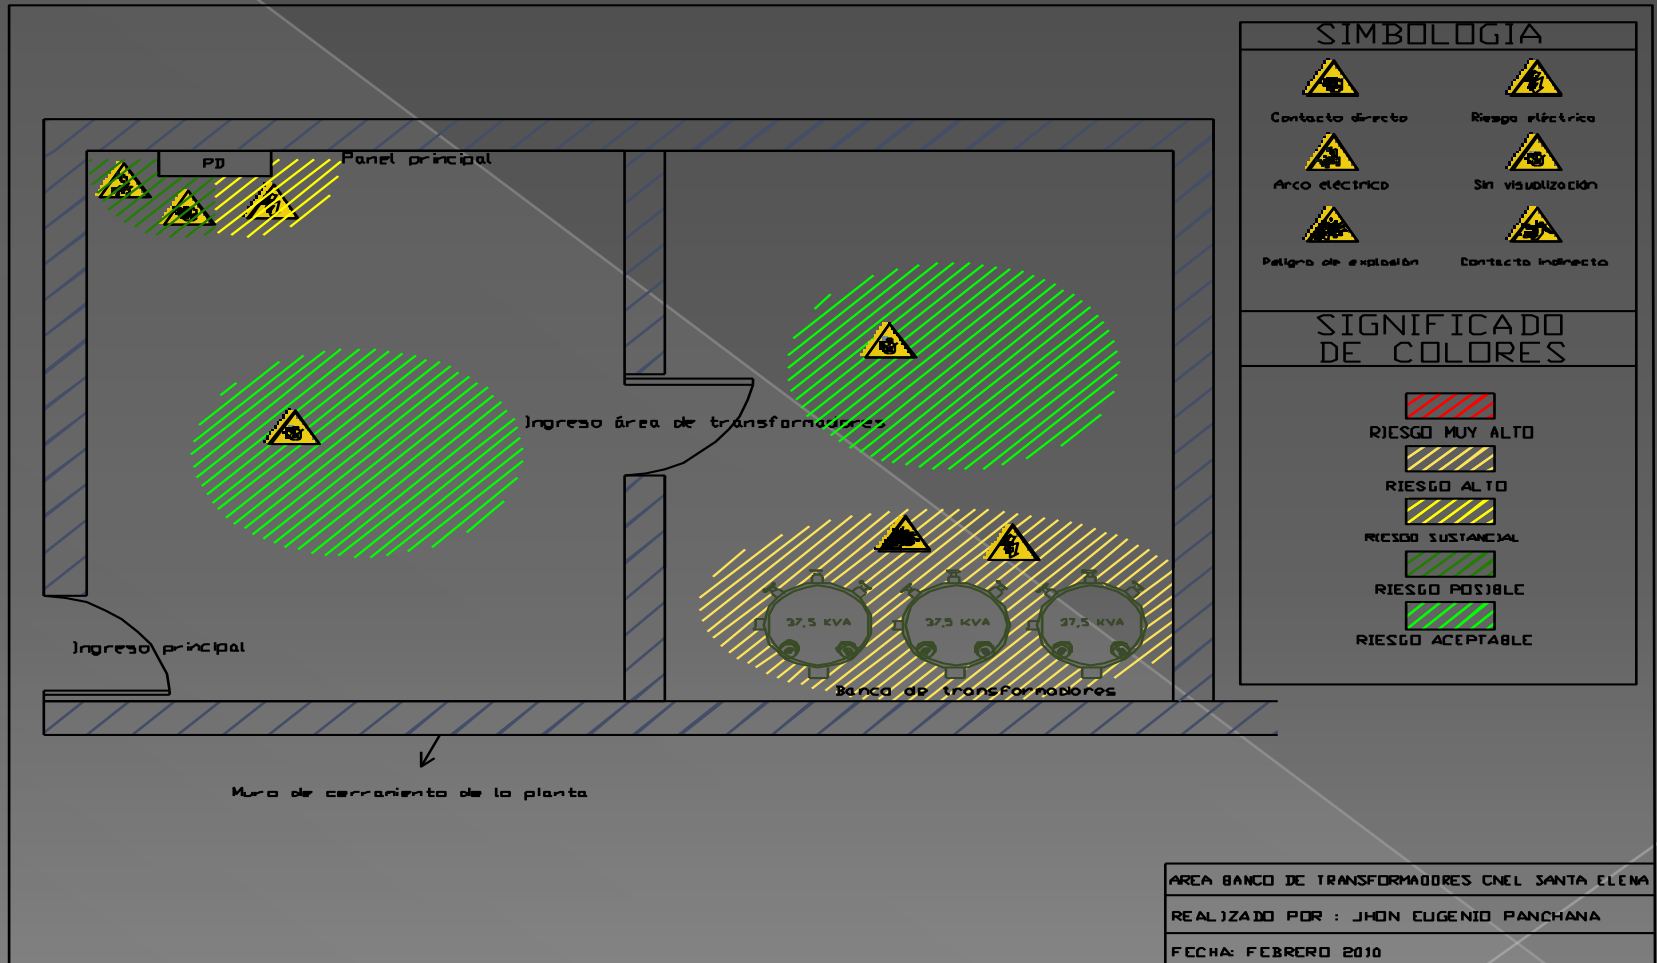 SIMBOLOGIA
Contacto directo
Riesgo eléctrico
Arco eléctrico
Sin visualización
Peligro de explosión
Contacto indirecto
SIGNIFICADO
DE COLORES
RIESGO MUY ALTO
RIESGO ALTO
RIESGO SUSTANCIAL
RIESGO POSIBLE
RIESGO ACEPTABLE
PD
Panel principal
Ingreso área de transformadores
Ingreso principal
37,5 KVA
37,5 KVA
37,5 KVA
Banco de transformadores
Muro de cerramiento de la planta
AREA BANCO DE TRANSFORMADORES CNEL SANTA ELENA
REALIZADO POR : JHON EUGENIO PANCHANA
FECHA: FEBRERO 2010